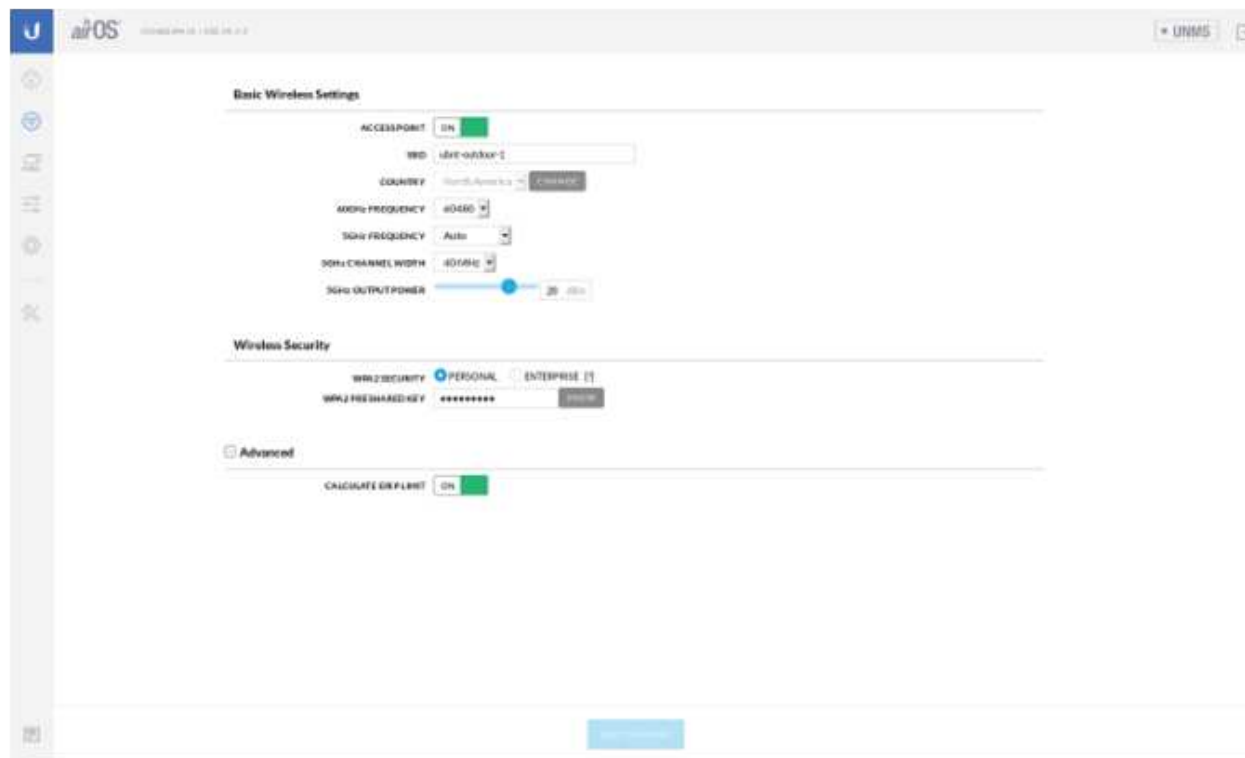 U airOS UNMS
Basic Wireless Settings
ACCESS POINT ON
SSID ubnt-outdoor-1
COUNTRY North America CHANGE
60GHz FREQUENCY 60480
5GHz FREQUENCY Auto
5GHz CHANNEL WIDTH 40 MHz
5GHz OUTPUT POWER 20 dBm
Wireless Security
WPA2 SECURITY PERSONAL ENTERPRISE [?]
WPA2 PRESHARED KEY ••••••••• SHOW
Advanced
CALCULATE EIRP LIMIT ON